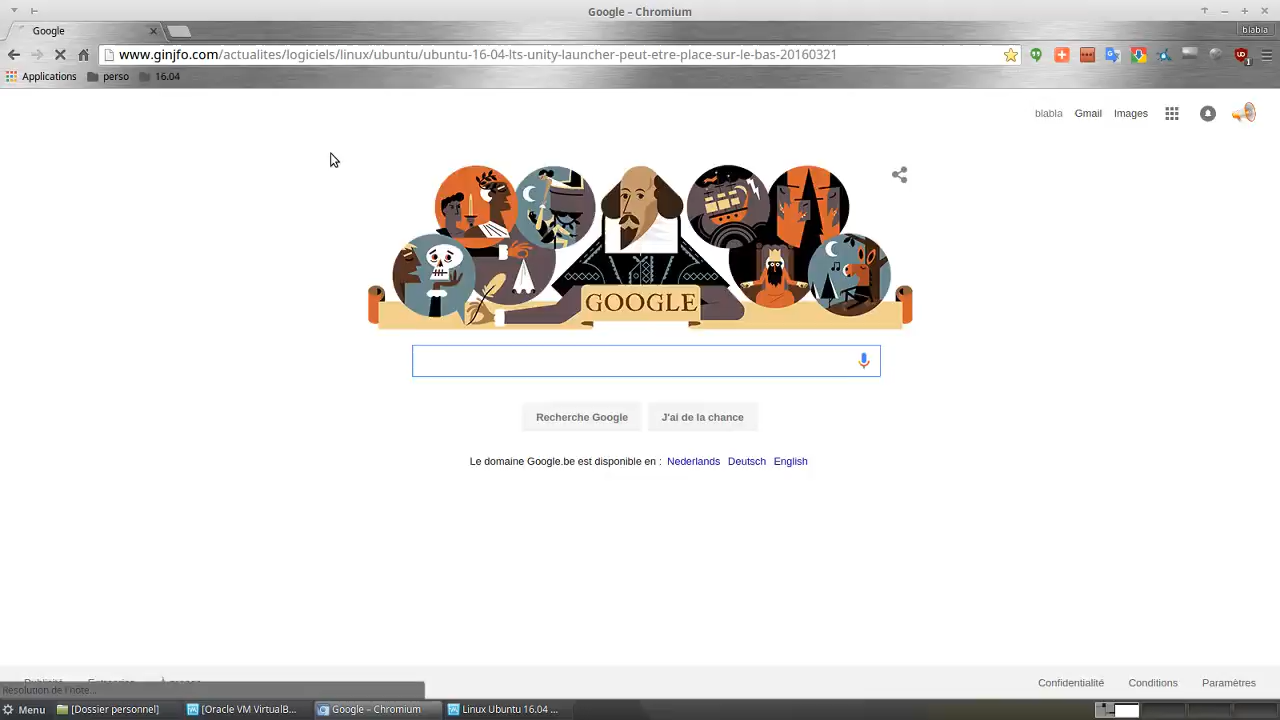 Google - Chromium
Google
blabla
www.ginjfo.com/actualites/logiciels/linux/ubuntu/ubuntu-16-04-lts-unity-launcher-peut-etre-place-sur-le-bas-20160321
Applications perso 16.04
blabla Gmail Images
GOOGLE
Recherche Google J'ai de la chance
Le domaine Google.be est disponible en : Nederlands Deutsch English
Confidentialité Conditions Paramètres
Résolution de l'hôte...
Menu [Dossier personnel] [Oracle VM VirtualB... Google - Chromium Linux Ubuntu 16.04 ...